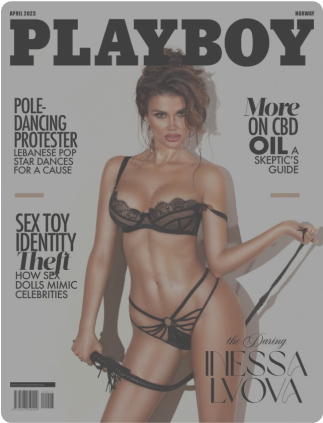 APRIL 2023
NORWAY
PLAYBOY
POLE-
DANCING
PROTESTER
LEBANESE POP
STAR DANCES
FOR A CAUSE
More
ON CBD
OIL A
SKEPTIC'S
GUIDE
SEX TOY
IDENTITY
Theft
HOW SEX
DOLLS MIMIC
CELEBRITIES
the Daring
INESSA
LVOVA